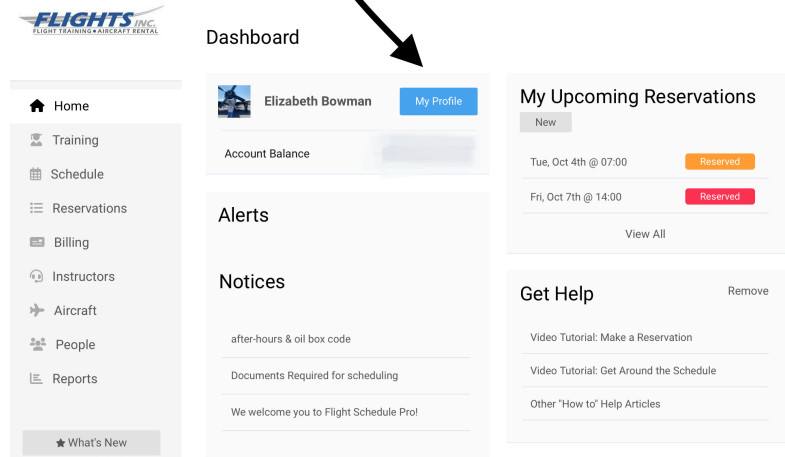 FLIGHTS INC.
FLIGHT TRAINING • AIRCRAFT RENTAL
Home
Training
Schedule
Reservations
Billing
Instructors
Aircraft
People
Reports
What's New
Dashboard
Elizabeth Bowman
My Profile
Account Balance
Alerts
Notices
after-hours & oil box code
Documents Required for scheduling
We welcome you to Flight Schedule Pro!
My Upcoming Reservations
New
Tue, Oct 4th @ 07:00 Reserved
Fri, Oct 7th @ 14:00 Reserved
View All
Get Help Remove
Video Tutorial: Make a Reservation
Video Tutorial: Get Around the Schedule
Other "How to" Help Articles